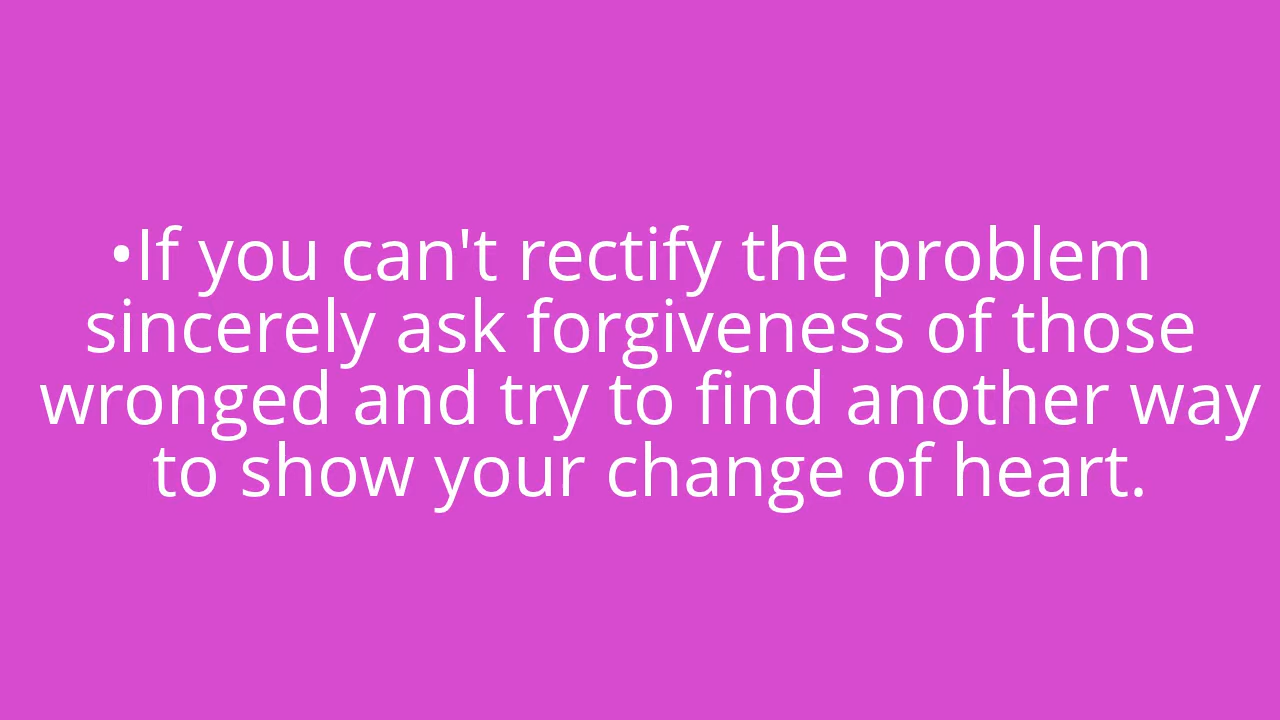 •If you can't rectify the problem
sincerely ask forgiveness of those
wronged and try to find another way
to show your change of heart.